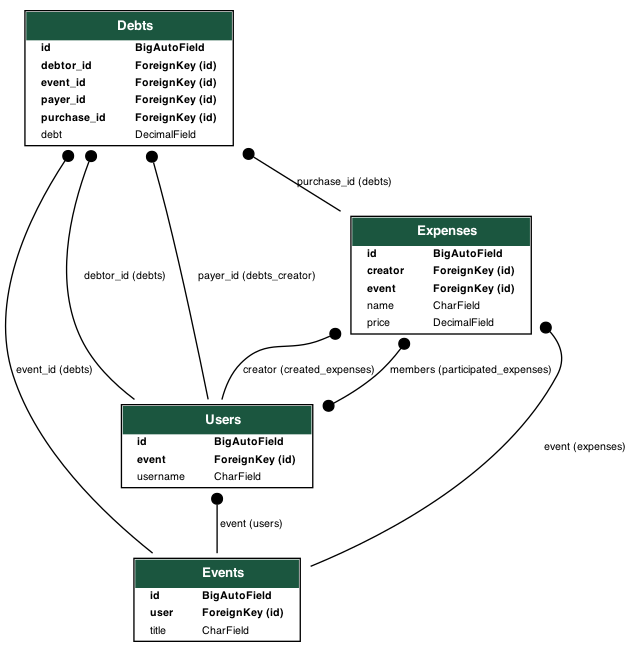 Debts
id BigAutoField
debtor_id ForeignKey (id)
event_id ForeignKey (id)
payer_id ForeignKey (id)
purchase_id ForeignKey (id)
debt DecimalField
purchase_id (debts)
Expenses
id BigAutoField
creator ForeignKey (id)
event ForeignKey (id)
name CharField
price DecimalField
debtor_id (debts)
payer_id (debts_creator)
event_id (debts)
creator (created_expenses)
members (participated_expenses)
Users
id BigAutoField
event ForeignKey (id)
username CharField
event (expenses)
event (users)
Events
id BigAutoField
user ForeignKey (id)
title CharField